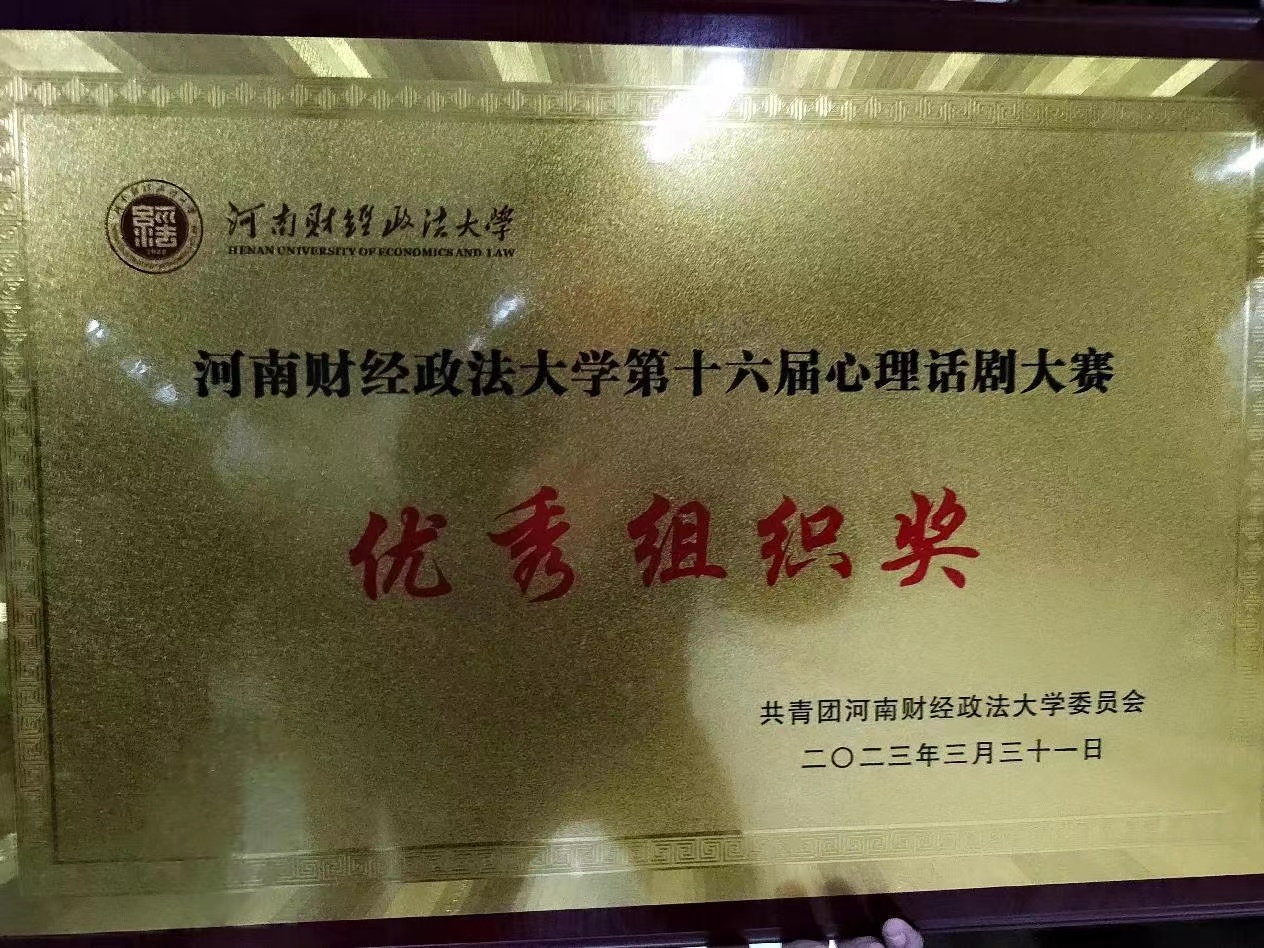 河南财经政法大学
HENAN UNIVERSITY OF ECONOMICS AND LAW
河南财经政法大学第十六届心理话剧大赛
优秀组织奖
共青团河南财经政法大学委员会
二〇二三年三月三十一日